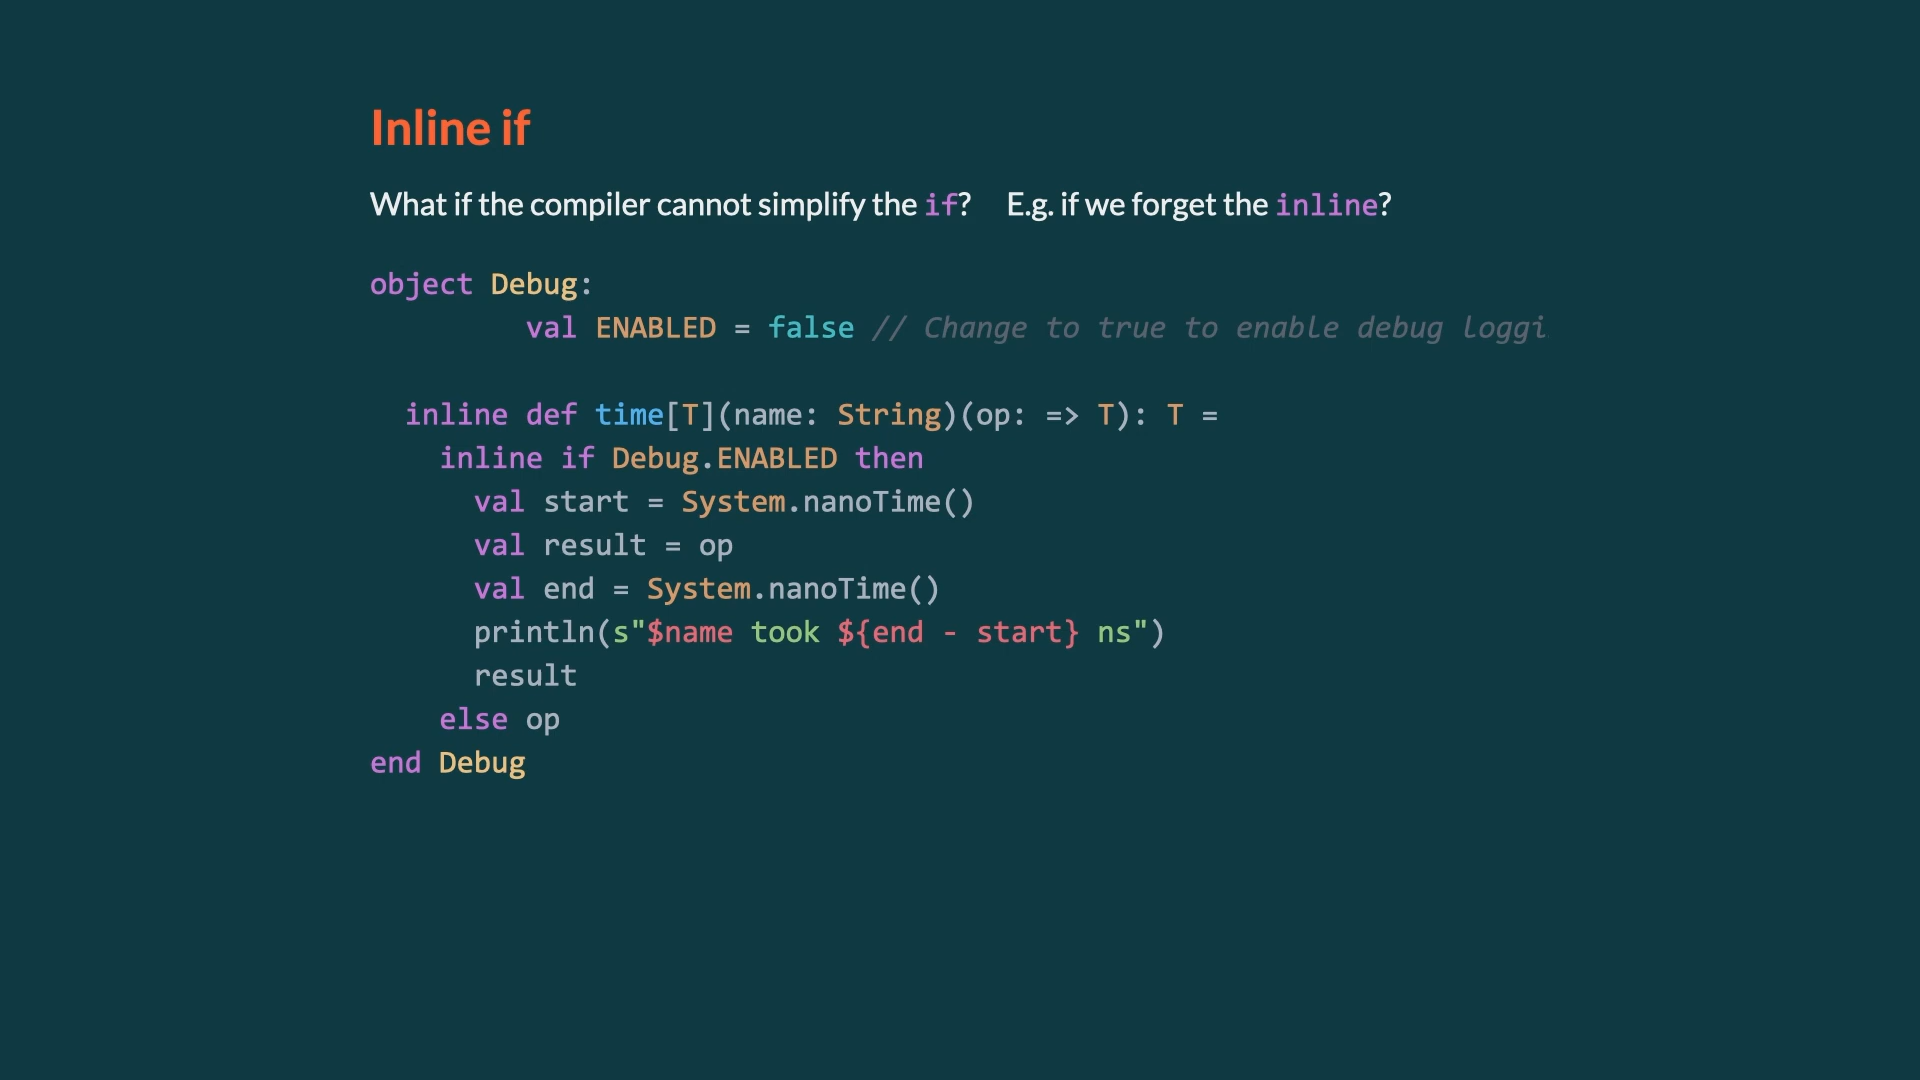 Inline if
What if the compiler cannot simplify the if? E.g. if we forget the inline?
object Debug:
val ENABLED = false // Change to true to enable debug loggi
inline def time[T](name: String)(op: => T): T =
inline if Debug.ENABLED then
val start = System.nanoTime()
val result = op
val end = System.nanoTime()
println(s"$name took ${end - start} ns")
result
else op
end Debug